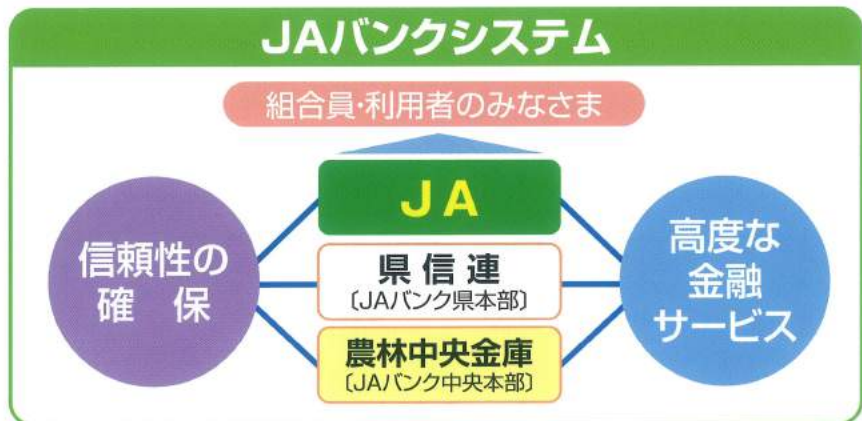 JAバンクシステム
組合員・利用者のみなさま
信頼性の
確　保
JA
県信連
〔JAバンク県本部〕
農林中央金庫
〔JAバンク中央本部〕
高度な
金融
サービス